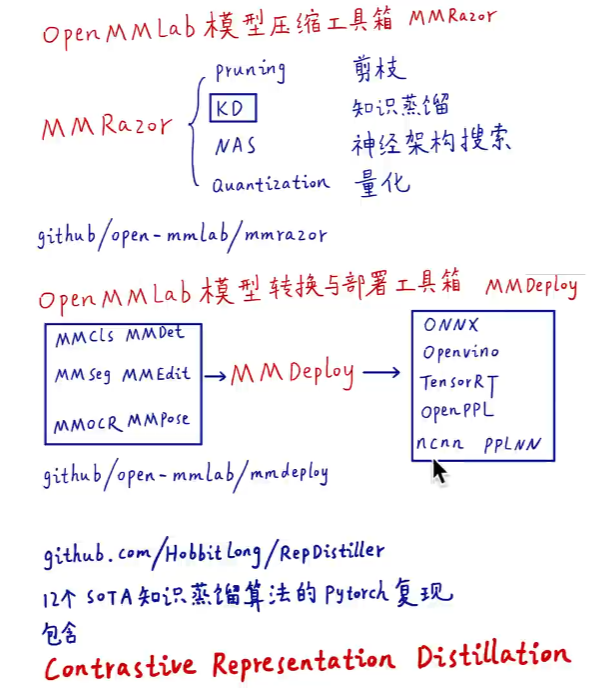 OpenMMLab 模型压缩工具箱 MMRazor
MMRazor
pruning 剪枝
KD 知识蒸馏
NAS 神经架构搜索
Quantization 量化
github/open-mmlab/mmrazor
OpenMMLab 模型转换与部署工具箱 MMDeploy
MMCls MMDet
MMSeg MMEdit
MMOCR MMPose
MMDeploy
ONNX
Openvino
TensorRT
OpenPPL
ncnn PPLNN
github/open-mmlab/mmdeploy
github.com/HobbitLong/RepDistiller
12个 SOTA知识蒸馏算法的 Pytorch 复现
包含
Contrastive Representation Distillation